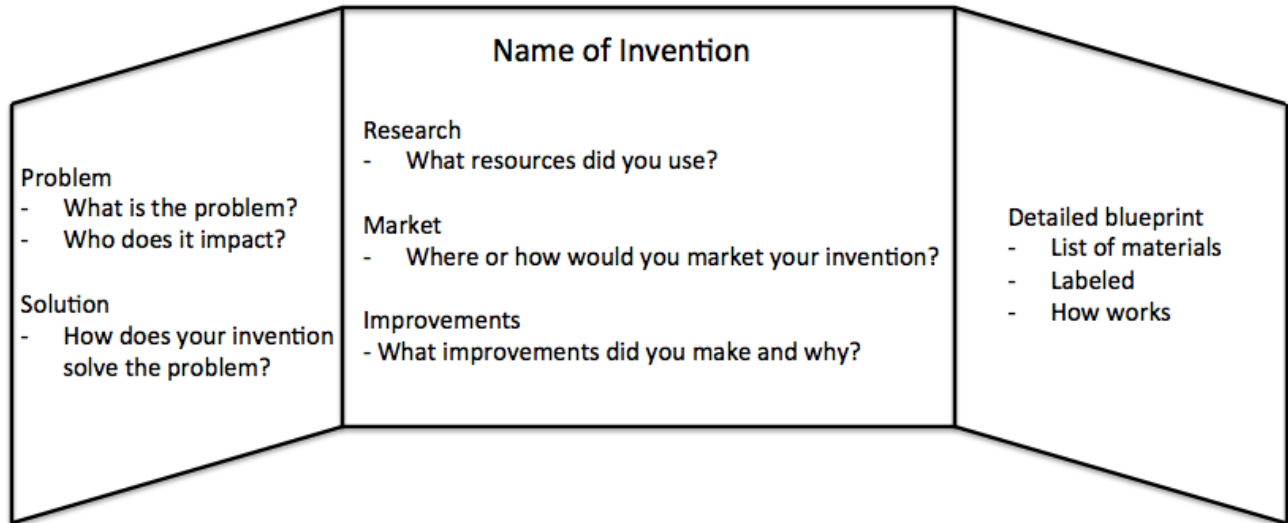 Name of Invention
Problem
- What is the problem?
- Who does it impact?
Solution
- How does your invention
solve the problem?
Research
- What resources did you use?
Market
- Where or how would you market your invention?
Improvements
- What improvements did you make and why?
Detailed blueprint
- List of materials
- Labeled
- How works